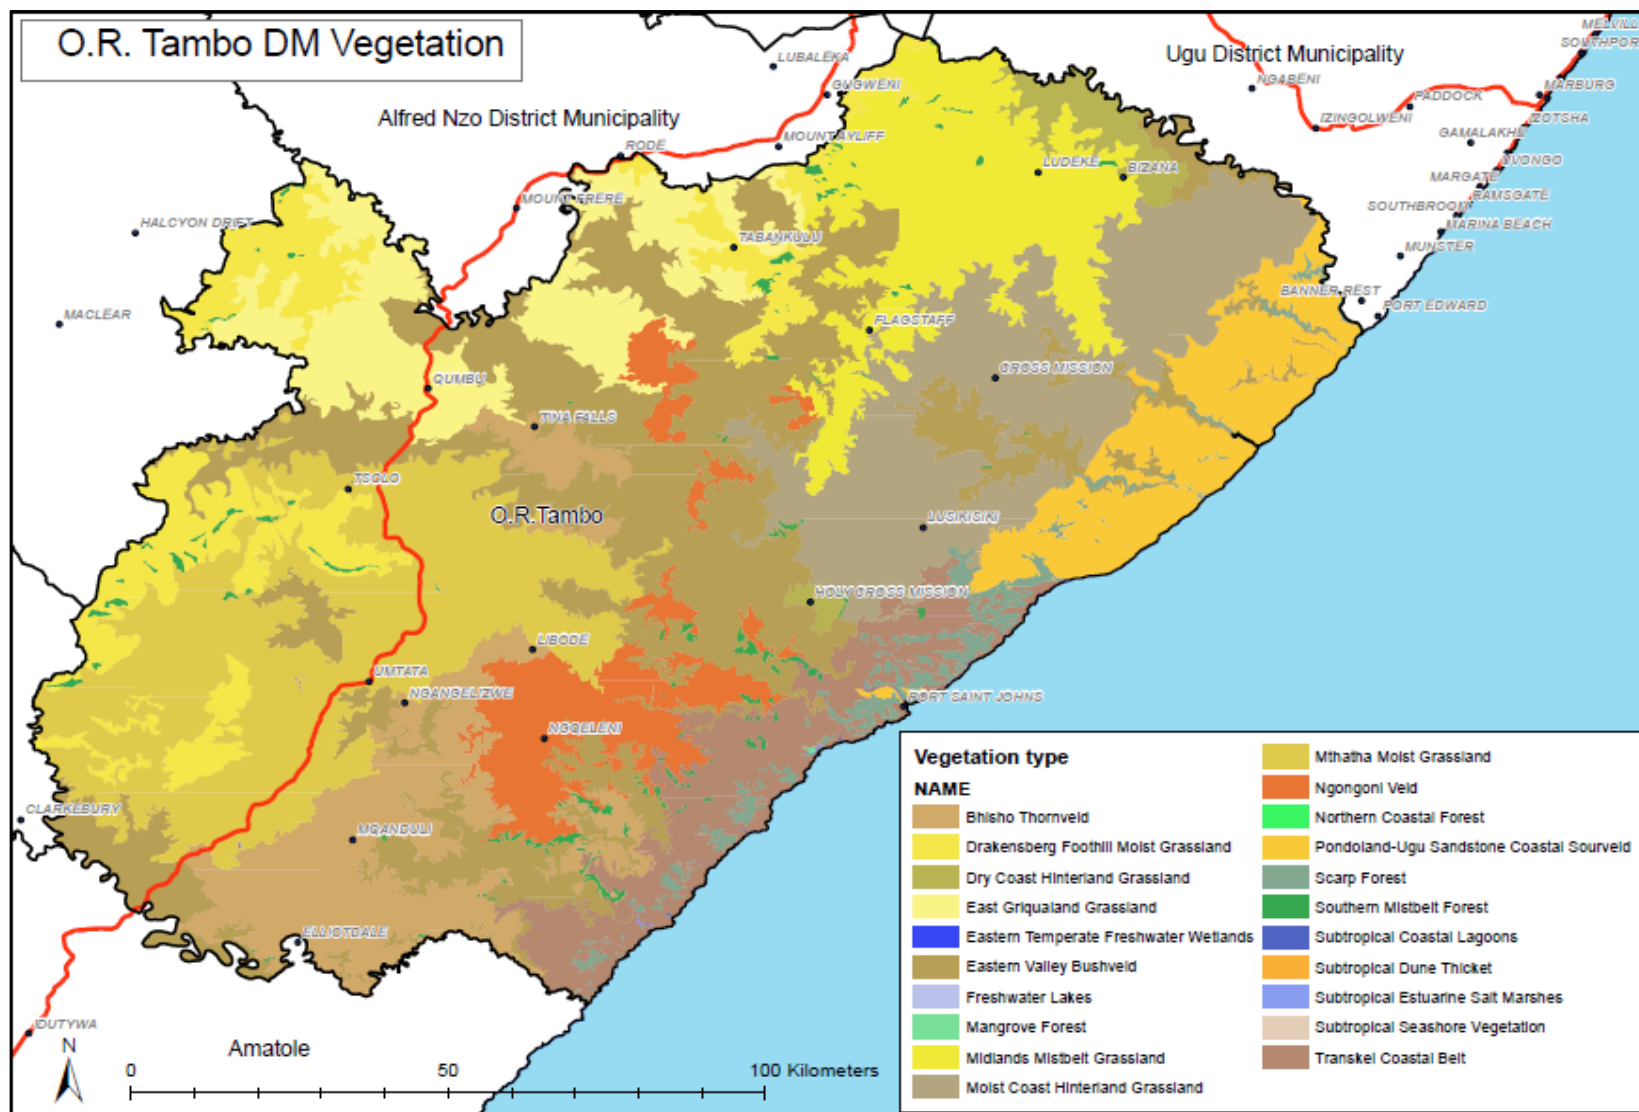 O.R. Tambo DM Vegetation
Ugu District Municipality
Alfred Nzo District Municipality
LUBALEKA
GUGWENI
MOUNT AYLIFF
RODE
MOUNT FRERE
HALCYON DRIFT
MACLEAR
TABANKULU
LUDEKE
BIZANA
NGABENI
IZINGOLWENI
PADDOCK
MARBURG
IZOTSHA
GAMALAKHE
UVONGO
MARGATE
RAMSGATE
SOUTHBROOM
MARINA BEACH
MUNSTER
BANNER REST
PORT EDWARD
FLAGSTAFF
CROSS MISSION
QUMBU
TINA FALLS
TSOLO
O.R.Tambo
LUSIKISIKI
HOLY CROSS MISSION
LIBODE
UMTATA
NGANGELIZWE
PORT SAINT JOHNS
NGQELENI
CLARKEBURY
MQANDULI
ELLIOTDALE
IDUTYWA
Amatole
N
0 50 100 Kilometers
Vegetation type
NAME
Bhisho Thornveld
Drakensberg Foothill Moist Grassland
Dry Coast Hinterland Grassland
East Griqualand Grassland
Eastern Temperate Freshwater Wetlands
Eastern Valley Bushveld
Freshwater Lakes
Mangrove Forest
Midlands Mistbelt Grassland
Moist Coast Hinterland Grassland
Mthatha Moist Grassland
Ngongoni Veld
Northern Coastal Forest
Pondoland-Ugu Sandstone Coastal Sourveld
Scarp Forest
Southern Mistbelt Forest
Subtropical Coastal Lagoons
Subtropical Dune Thicket
Subtropical Estuarine Salt Marshes
Subtropical Seashore Vegetation
Transkei Coastal Belt